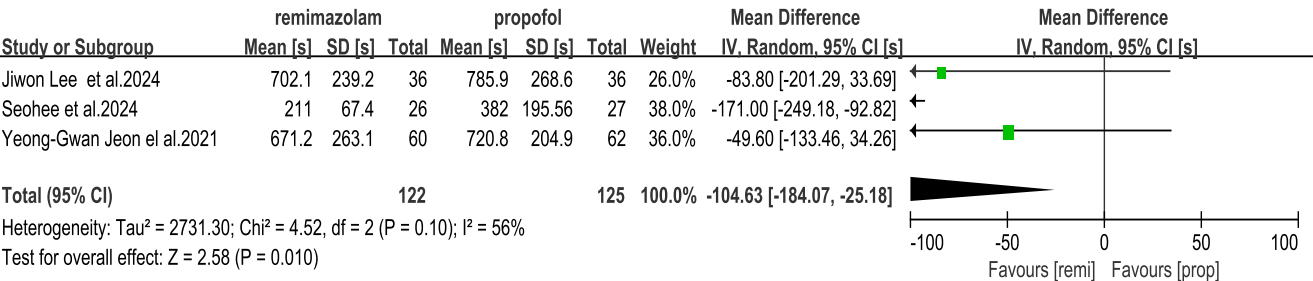 remimazolam propofol Mean Difference Mean Difference
Study or Subgroup Mean [s] SD [s] Total Mean [s] SD [s] Total Weight IV, Random, 95% CI [s] IV, Random, 95% CI [s]
Jiwon Lee et al.2024 702.1 239.2 36 785.9 268.6 36 26.0% -83.80 [-201.29, 33.69]
Seohee et al.2024 211 67.4 26 382 195.56 27 38.0% -171.00 [-249.18, -92.82]
Yeong-Gwan Jeon el al.2021 671.2 263.1 60 720.8 204.9 62 36.0% -49.60 [-133.46, 34.26]
Total (95% CI) 122 125 100.0% -104.63 [-184.07, -25.18]
Heterogeneity: Tau² = 2731.30; Chi² = 4.52, df = 2 (P = 0.10); I² = 56%
Test for overall effect: Z = 2.58 (P = 0.010)
-100 -50 0 50 100
Favours [remi] Favours [prop]